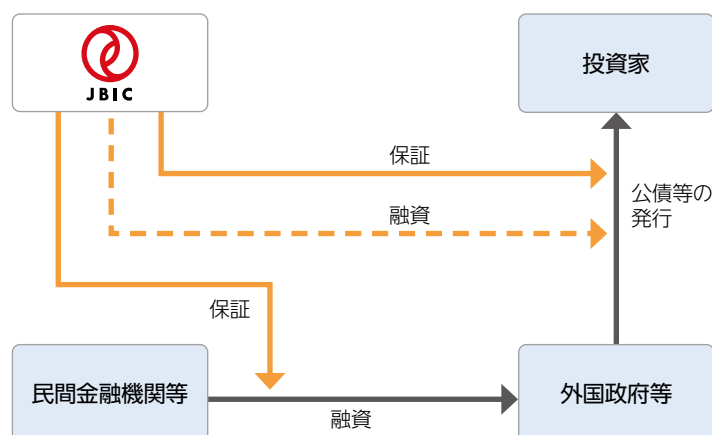 JBIC
投資家
保証
公債等の
発行
融資
保証
民間金融機関等
外国政府等
融資